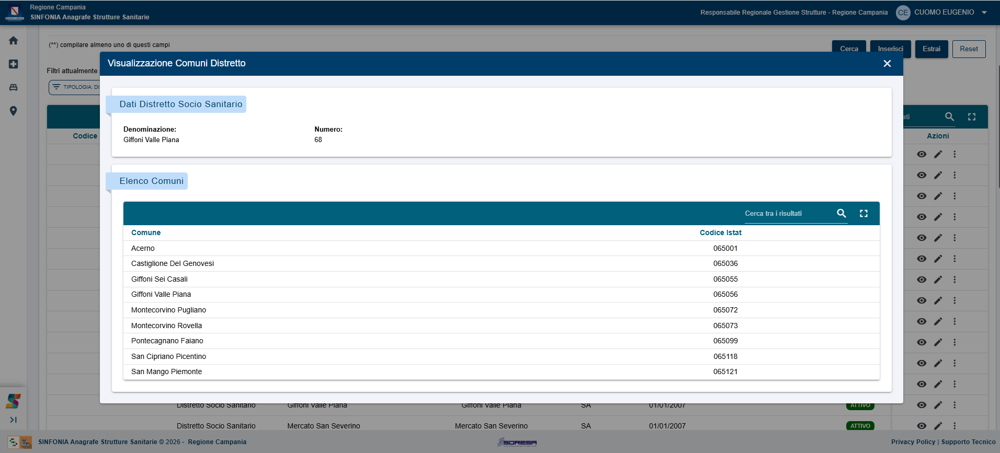 Regione Campania
SINFONIA Anagrafe Strutture Sanitarie
Responsabile Regionale Gestione Strutture - Regione Campania
CE CUOMO EUGENIO
(**) compilare almeno uno di questi campi
Cerca Inserisci Estrai Reset
Filtri attualmente
TIPOLOGIA: DI
Visualizzazione Comuni Distretto
Dati Distretto Socio Sanitario
Denominazione: Numero:
Giffoni Valle Piana 68
Codice Azioni
Elenco Comuni
Cerca tra i risultati
Comune Codice Istat
Acerno 065001
Castiglione Del Genovesi 065036
Giffoni Sei Casali 065055
Giffoni Valle Piana 065056
Montecorvino Pugliano 065072
Montecorvino Rovella 065073
Pontecagnano Faiano 065099
San Cipriano Picentino 065118
San Mango Piemonte 065121
Distretto Socio Sanitario Giffoni Valle Piana Giffoni Valle Piana SA 01/01/2007 ATTIVO
Distretto Socio Sanitario Mercato San Severino Mercato San Severino SA 01/01/2007 ATTIVO
SINFONIA Anagrafe Strutture Sanitarie © 2026 - Regione Campania
SORESA
Privacy Policy | Supporto Tecnico